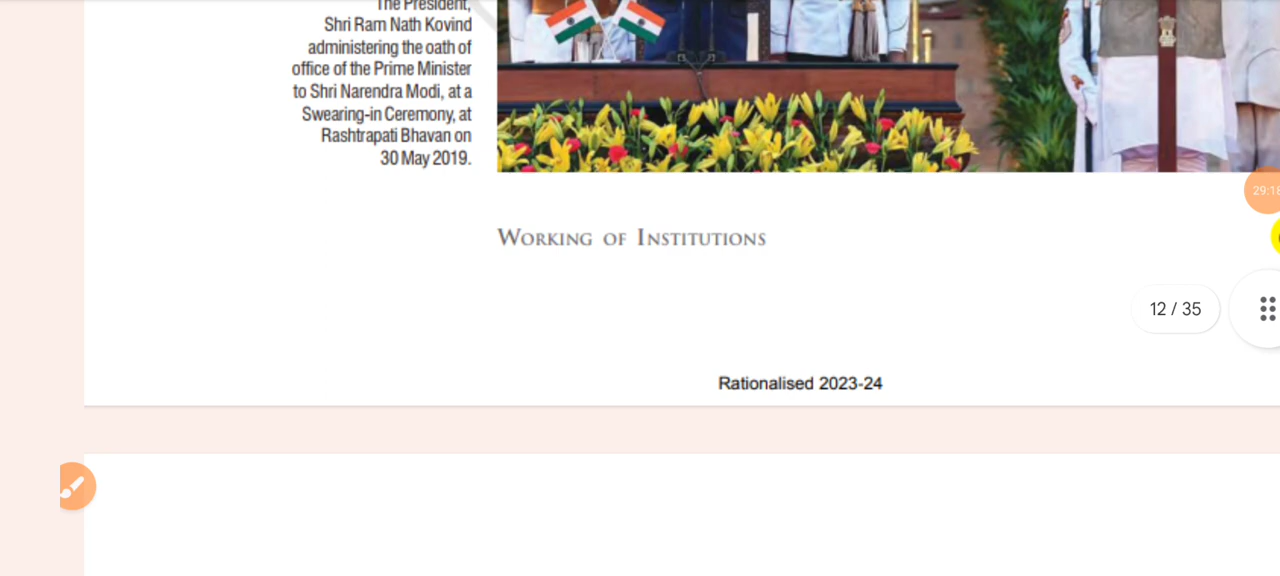 The President,
Shri Ram Nath Kovind
administering the oath of
office of the Prime Minister
to Shri Narendra Modi, at a
Swearing-in Ceremony, at
Rashtrapati Bhavan on
30 May 2019.
WORKING OF INSTITUTIONS
29:18
12 / 35
Rationalised 2023-24